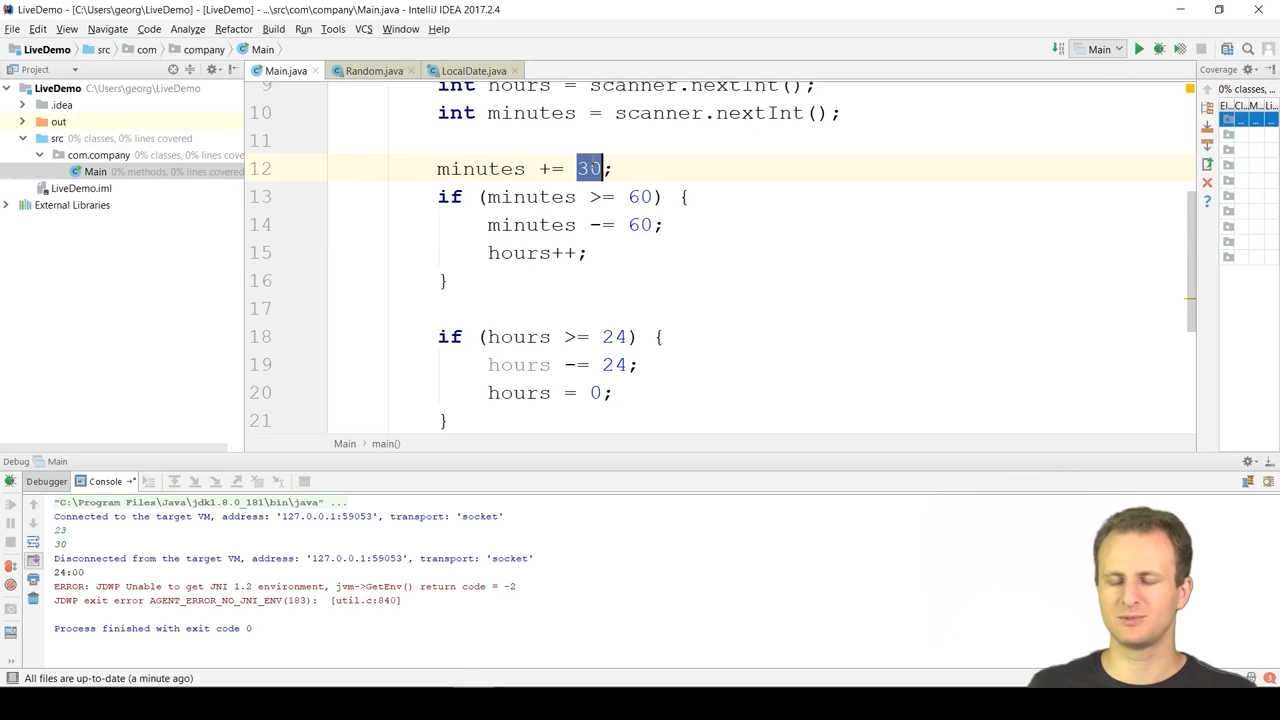 LiveDemo - [C:\Users\georg\LiveDemo] - [LiveDemo] - ...\src\com\company\Main.java - IntelliJ IDEA 2017.2.4
File Edit View Navigate Code Analyze Refactor Build Run Tools VCS Window Help
LiveDemo src com company Main Main
Project Main.java Random.java LocalDate.java Coverage
LiveDemo C:\Users\georg\LiveDemo
.idea
out
src 0% classes, 0% lines covered
com.company
Main 0% methods, 0% lines covered
LiveDemo.iml
External Libraries
9 int hours = scanner.nextInt();
10 int minutes = scanner.nextInt();
11
12 minutes += 30;
13 if (minutes >= 60) {
14 minutes -= 60;
15 hours++;
16 }
17
18 if (hours >= 24) {
19 hours -= 24;
20 hours = 0;
21 }
Main main()
0% classes, ...
El... Cl... M... Li...
Debug Main
Debugger Console
"C:\Program Files\Java\jdk1.8.0_181\bin\java" ...
Connected to the target VM, address: '127.0.0.1:59053', transport: 'socket'
23
30
Disconnected from the target VM, address: '127.0.0.1:59053', transport: 'socket'
24:00
ERROR: JDWP Unable to get JNI 1.2 environment, jvm->GetEnv() return code = -2
JDWP exit error AGENT_ERROR_NO_JNI_ENV(183): [util.c:840]
Process finished with exit code 0
All files are up-to-date (a minute ago)